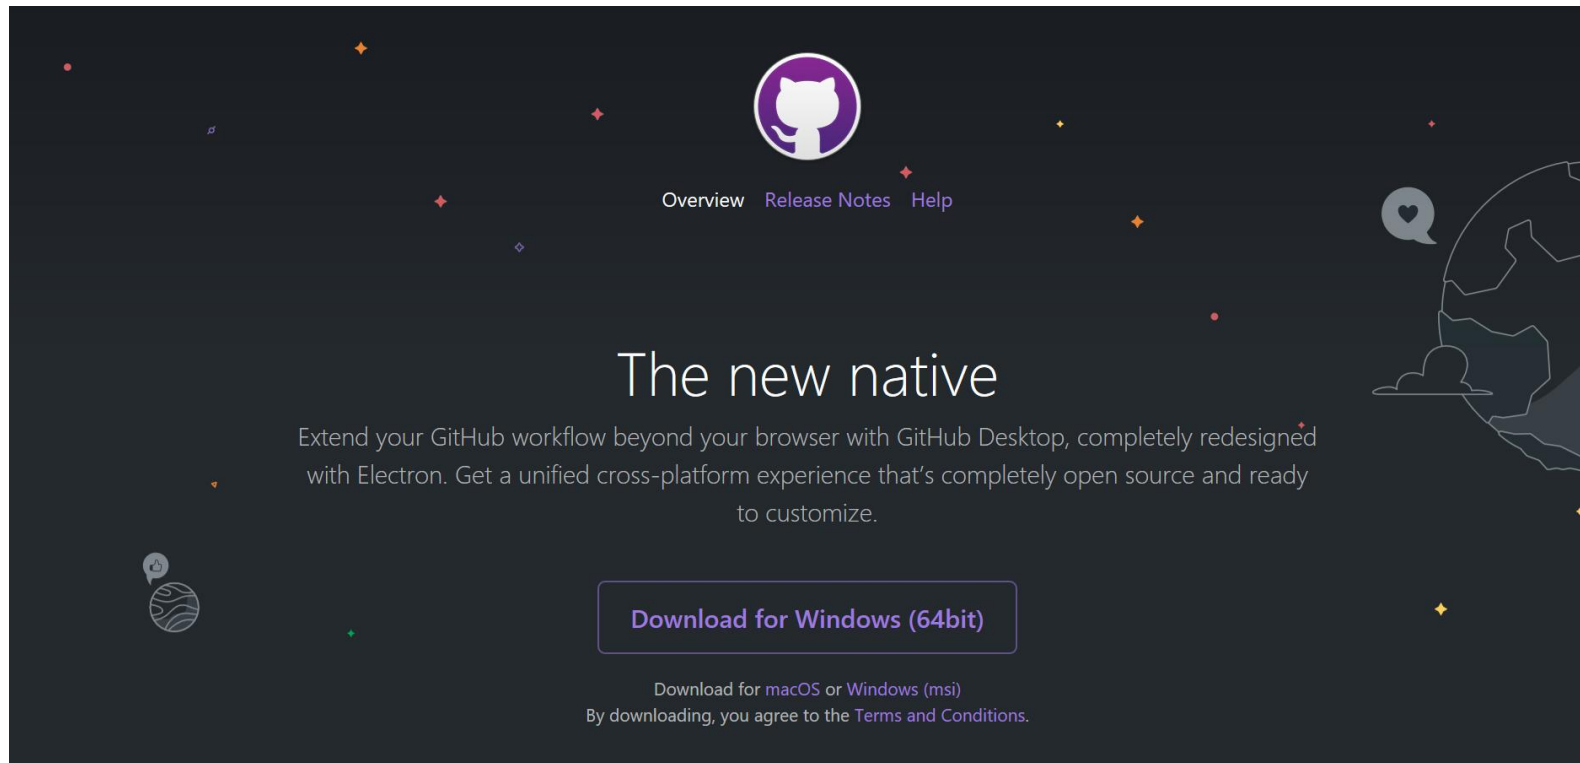 Overview Release Notes Help
The new native
Extend your GitHub workflow beyond your browser with GitHub Desktop, completely redesigned
with Electron. Get a unified cross-platform experience that’s completely open source and ready
to customize.
Download for Windows (64bit)
Download for macOS or Windows (msi)
By downloading, you agree to the Terms and Conditions.